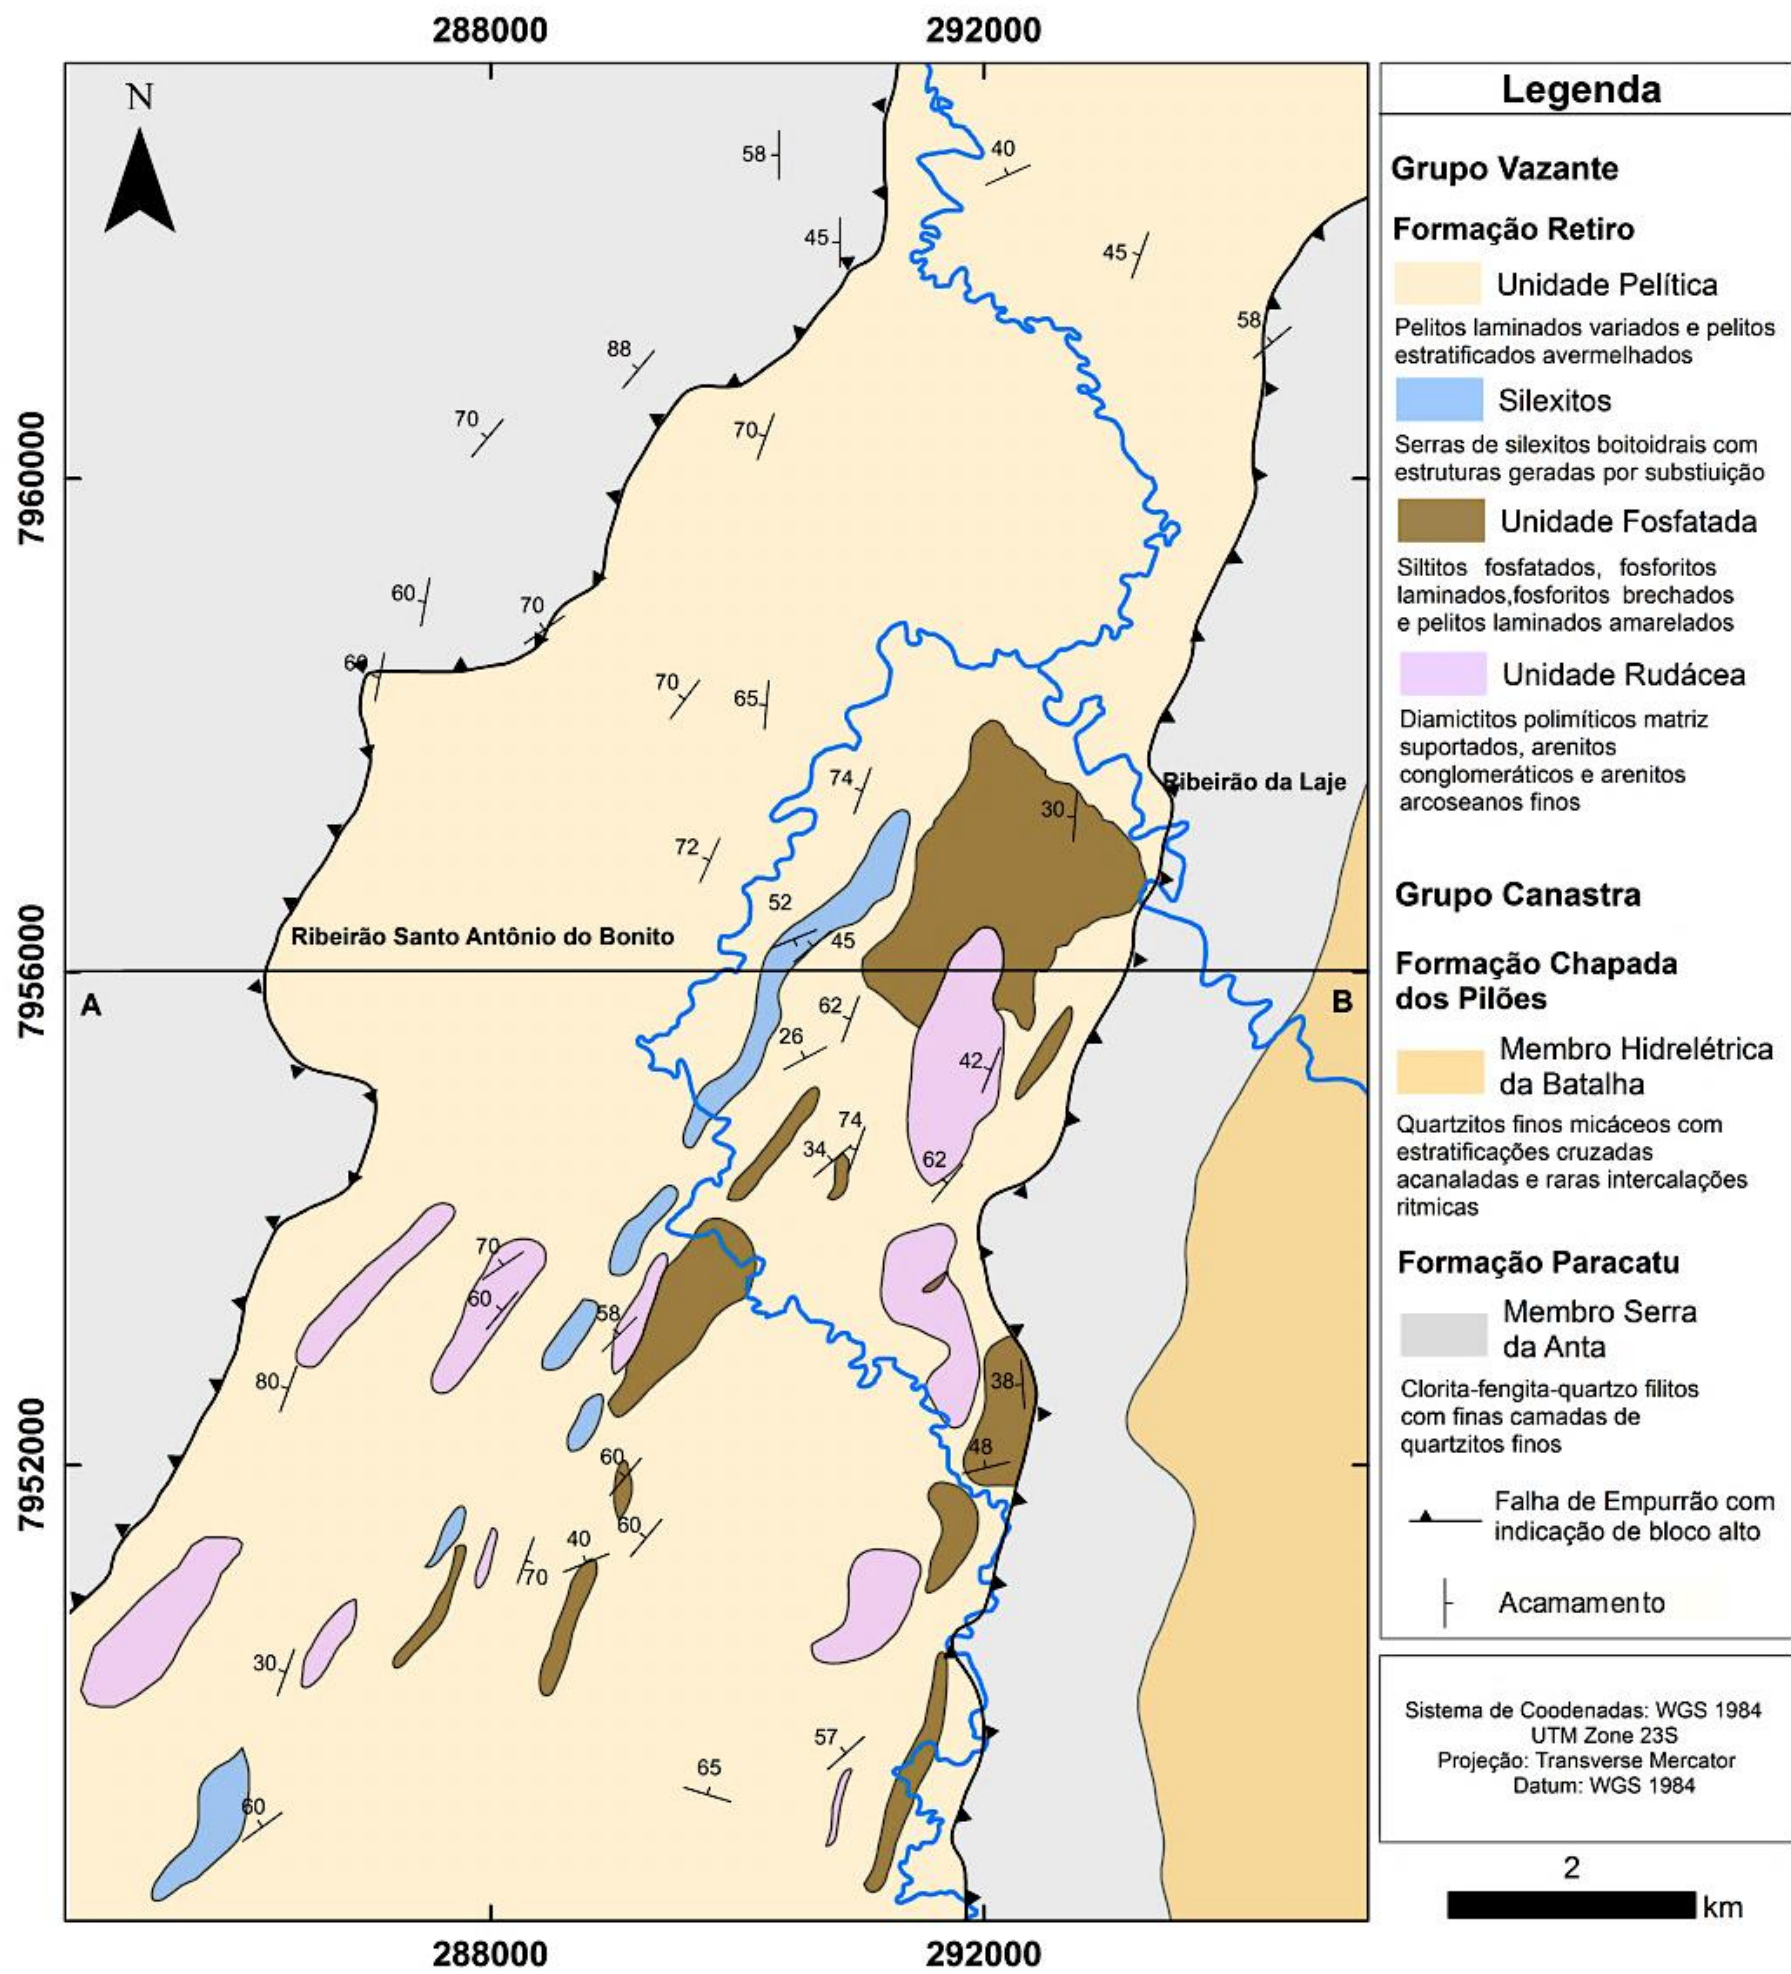 288000
292000
N
58
40
45
45
58
88
70
70
7960000
60
70
60
70
65
74
Ribeirão da Laje
30
72
52
Ribeirão Santo Antônio do Bonito
45
7956000
A
B
62
26
42
74
34
62
70
60
58
80
38
48
7952000
60
60
40
70
30
57
65
60
288000
292000
Legenda
Grupo Vazante
Formação Retiro
Unidade Pelítica
Pelitos laminados variados e pelitos
estratificados avermelhados
Silexitos
Serras de silexitos boitoidrais com
estruturas geradas por substiuição
Unidade Fosfatada
Siltitos fosfatados, fosforitos
laminados,fosforitos brechados
e pelitos laminados amarelados
Unidade Rudácea
Diamictitos polimíticos matriz
suportados, arenitos
conglomeráticos e arenitos
arcoseanos finos
Grupo Canastra
Formação Chapada
dos Pilões
Membro Hidrelétrica
da Batalha
Quartzitos finos micáceos com
estratificações cruzadas
acanaladas e raras intercalações
ritmicas
Formação Paracatu
Membro Serra
da Anta
Clorita-fengita-quartzo filitos
com finas camadas de
quartzitos finos
Falha de Empurrão com
indicação de bloco alto
Acamamento
Sistema de Coodenadas: WGS 1984
UTM Zone 23S
Projeção: Transverse Mercator
Datum: WGS 1984
2
km